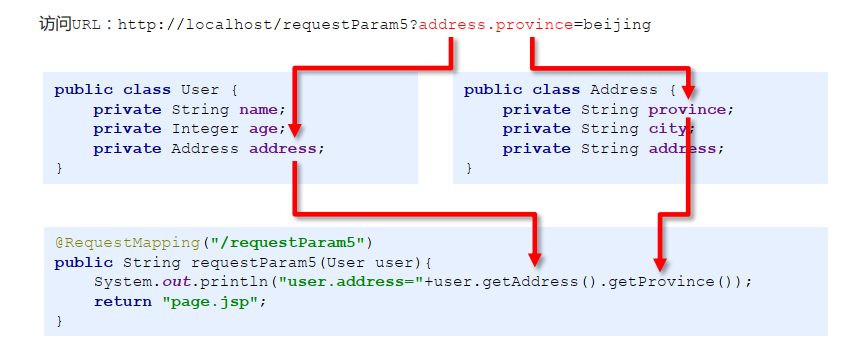 访问URL：http://localhost/requestParam5?address.province=beijing
public class User {
    private String name;
    private Integer age;
    private Address address;
}
public class Address {
    private String province;
    private String city;
    private String address;
}
@RequestMapping("/requestParam5")
public String requestParam5(User user){
    System.out.println("user.address="+user.getAddress().getProvince());
    return "page.jsp";
}